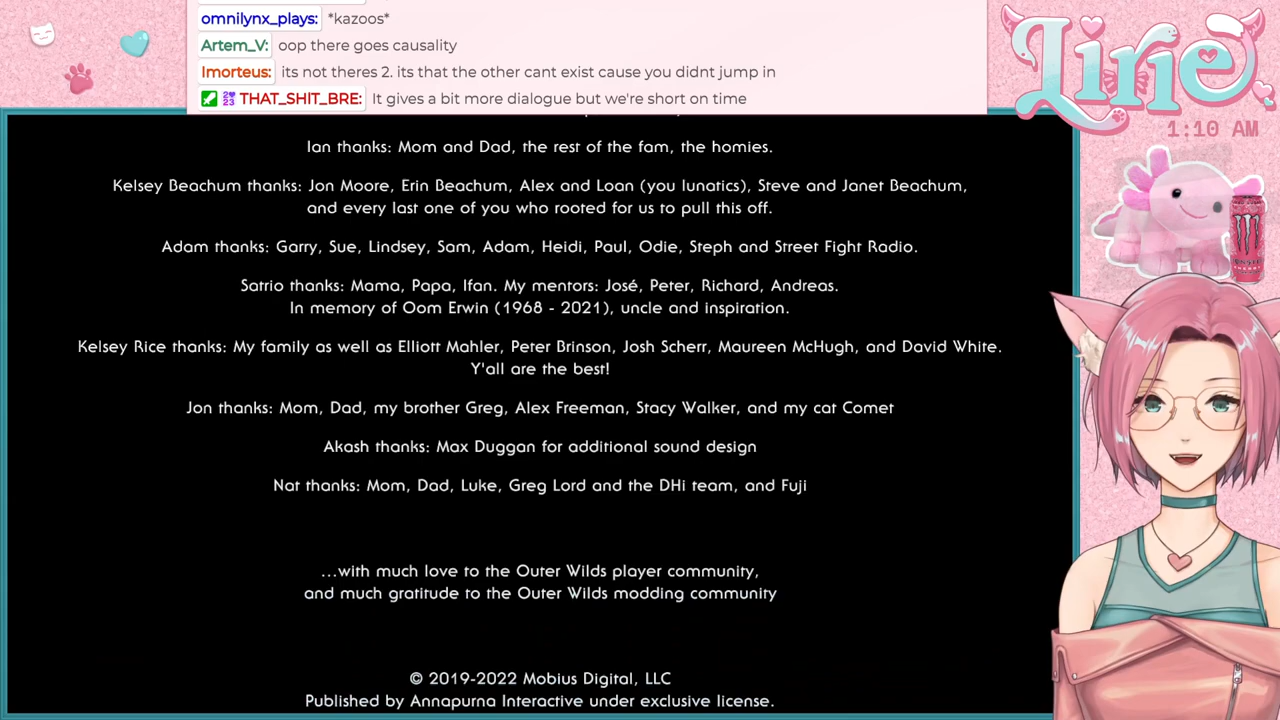 omnilynx_plays: *kazoos*
Artem_V: oop there goes causality
Imorteus: its not theres 2. its that the other cant exist cause you didnt jump in
THAT_SH!T_BRE: It gives a bit more dialogue but we're short on time
Lirie
1:10 AM
Ian thanks: Mom and Dad, the rest of the fam, the homies.
Kelsey Beachum thanks: Jon Moore, Erin Beachum, Alex and Loan (you lunatics), Steve and Janet Beachum,
and every last one of you who rooted for us to pull this off.
Adam thanks: Garry, Sue, Lindsey, Sam, Adam, Heidi, Paul, Odie, Steph and Street Fight Radio.
Satrio thanks: Mama, Papa, Ifan. My mentors: José, Peter, Richard, Andreas.
In memory of Oom Erwin (1968 - 2021), uncle and inspiration.
Kelsey Rice thanks: My family as well as Elliott Mahler, Peter Brinson, Josh Scherr, Maureen McHugh, and David White.
Y'all are the best!
Jon thanks: Mom, Dad, my brother Greg, Alex Freeman, Stacy Walker, and my cat Comet
Akash thanks: Max Duggan for additional sound design
Nat thanks: Mom, Dad, Luke, Greg Lord and the DHi team, and Fuji
...with much love to the Outer Wilds player community,
and much gratitude to the Outer Wilds modding community
© 2019-2022 Mobius Digital, LLC
Published by Annapurna Interactive under exclusive license.